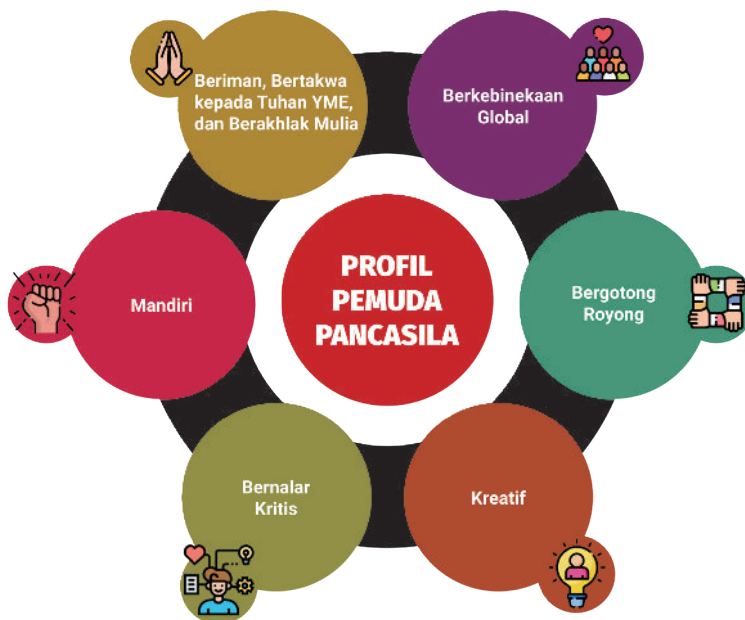 Beriman, Bertakwa
kepada Tuhan YME,
dan Berakhlak Mulia
Berkebinekaan
Global
PROFIL
PEMUDA
PANCASILA
Mandiri
Bergotong
Royong
Bernalar
Kritis
Kreatif